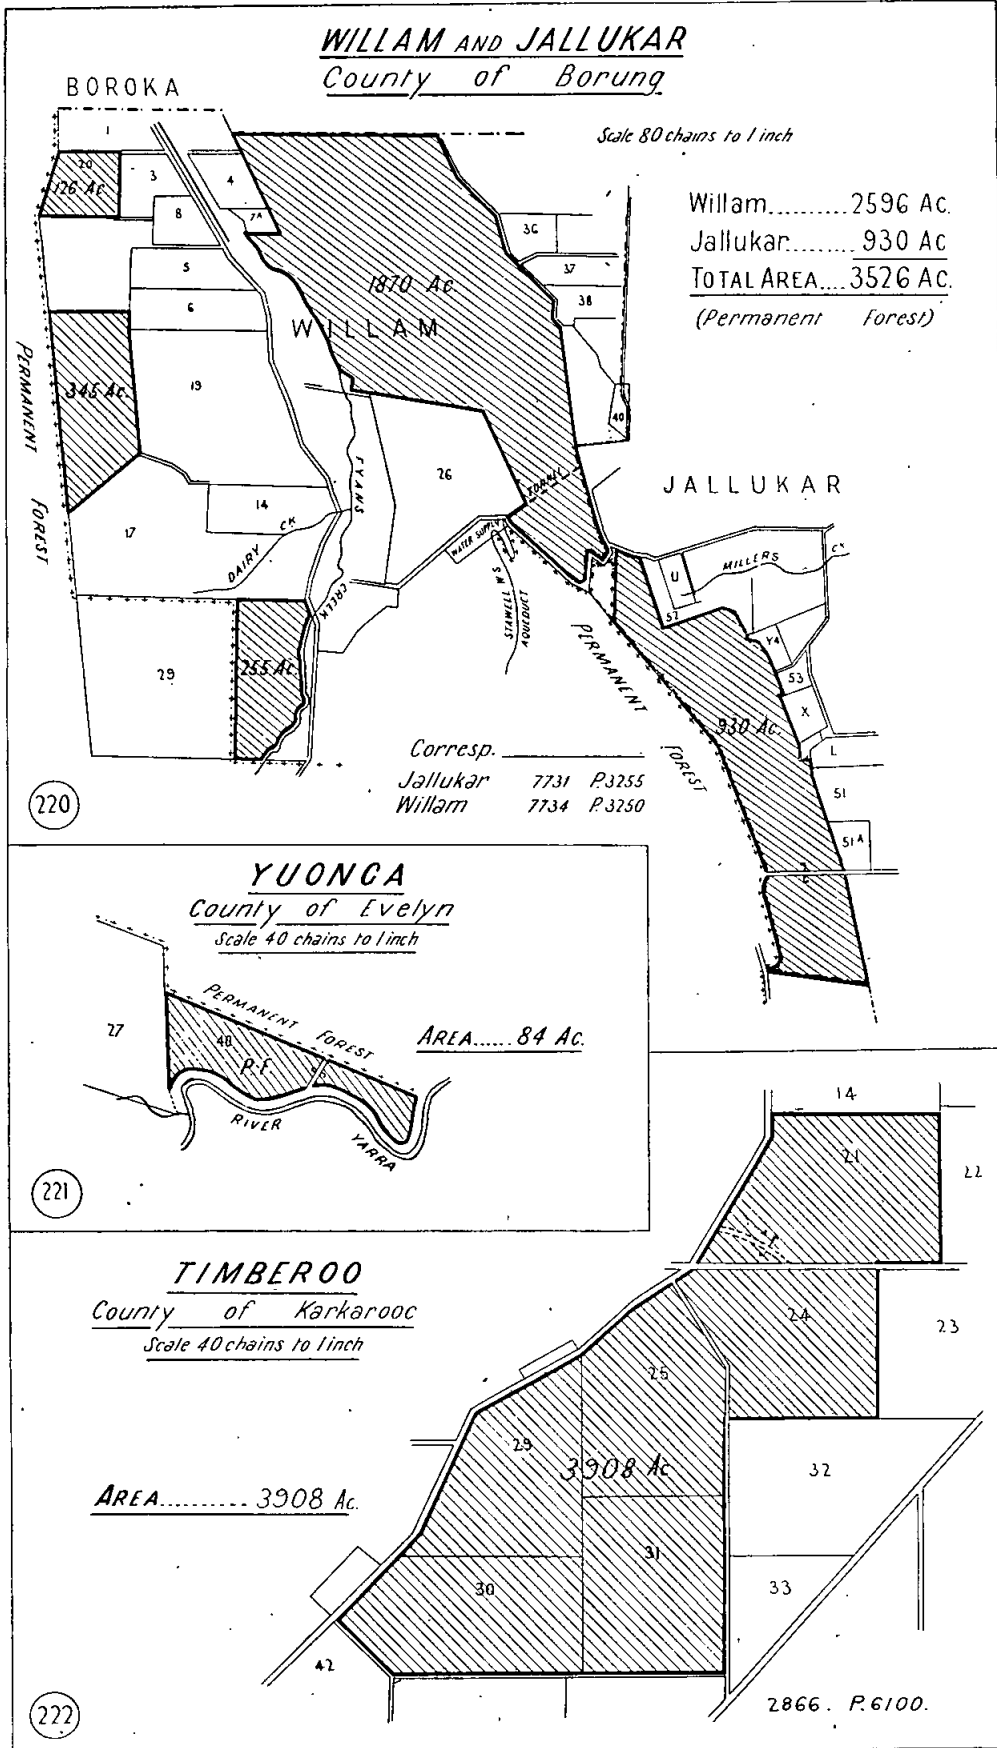 WILLAM AND JALLUKAR
County of Borung
BOROKA
Scale 80 chains to 1 inch
Willam..........2596 Ac.
Jallukar.........930 Ac
TOTAL AREA....3526 Ac.
(Permanent Forest)
1
20
126 Ac
3
4
8
7A
5
6
36
37
38
40
1870 Ac.
WILLAM
PERMANENT FOREST
345 Ac.
19
FYANS
CREEK
26
TUNNEL
JALLUKAR
14
17
DAIRY CK
WATER SUPPLY
STAWELL W S
AQUEDUCT
U
MILLERS CK
52
Y4
53
X
L
51
51A
29
255 Ac.
PERMANENT
FOREST
930 Ac.
Corresp.
Jallukar 7731 P.3255
Willam 7734 P.3250
220
YUONGA
County of Evelyn
Scale 40 chains to 1 inch
PERMANENT FOREST
27
40
P.F.
AREA...... 84 Ac.
RIVER
YARRA
221
TIMBEROO
County of Karkarooc
Scale 40 chains to 1 inch
14
21
22
24
23
25
29
3908 Ac
AREA.......... 3908 Ac.
32
31
30
33
42
222
2866. P.6100.